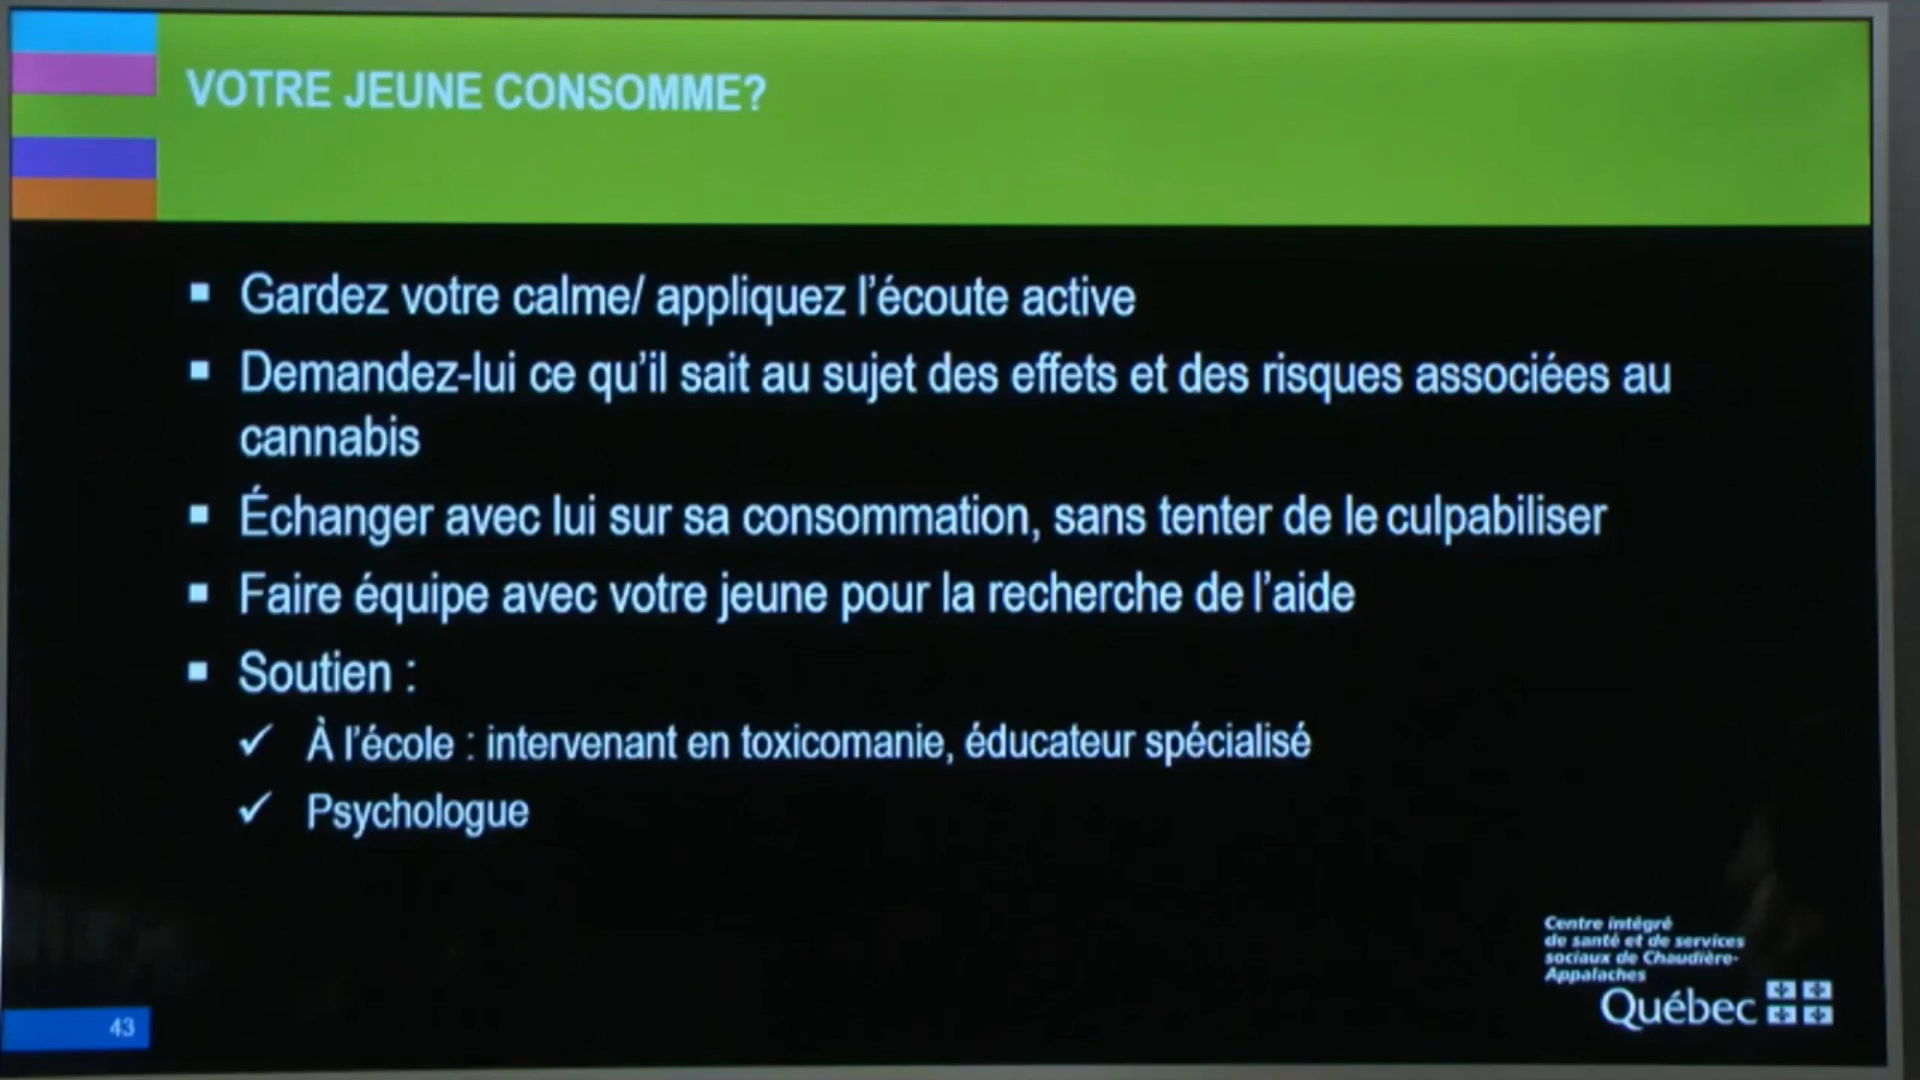 VOTRE JEUNE CONSOMME?
▪ Gardez votre calme/ appliquez l'écoute active
▪ Demandez-lui ce qu'il sait au sujet des effets et des risques associées au
cannabis
▪ Échanger avec lui sur sa consommation, sans tenter de le culpabiliser
▪ Faire équipe avec votre jeune pour la recherche de l'aide
▪ Soutien :
✓ À l'école : intervenant en toxicomanie, éducateur spécialisé
✓ Psychologue
Centre intégré
de santé et de services
sociaux de Chaudière-
Appalaches
Québec
43